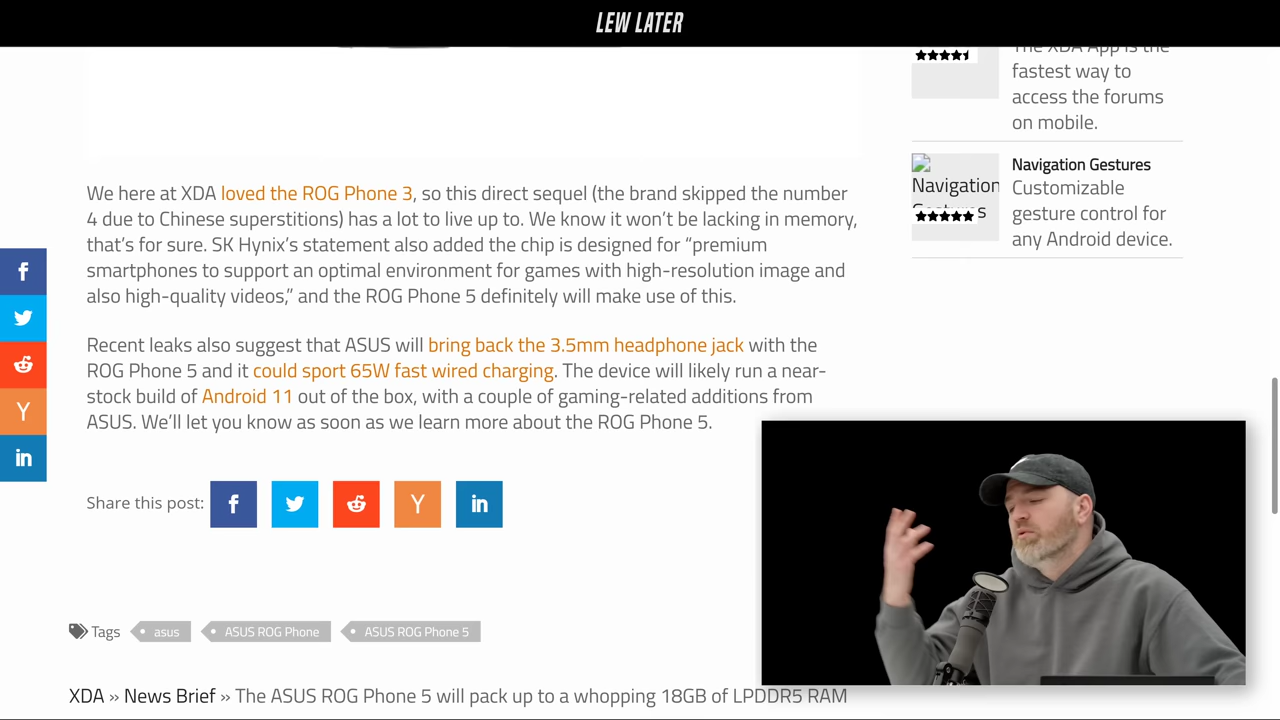 LEW LATER
The XDA App is the
fastest way to
access the forums
on mobile.
Navigation Gestures
Navigation
Gestures
Customizable
gesture control for
any Android device.
We here at XDA loved the ROG Phone 3, so this direct sequel (the brand skipped the number
4 due to Chinese superstitions) has a lot to live up to. We know it won’t be lacking in memory,
that’s for sure. SK Hynix’s statement also added the chip is designed for “premium
smartphones to support an optimal environment for games with high-resolution image and
also high-quality videos,” and the ROG Phone 5 definitely will make use of this.
Recent leaks also suggest that ASUS will bring back the 3.5mm headphone jack with the
ROG Phone 5 and it could sport 65W fast wired charging. The device will likely run a near-
stock build of Android 11 out of the box, with a couple of gaming-related additions from
ASUS. We’ll let you know as soon as we learn more about the ROG Phone 5.
Share this post:
Tags asus ASUS ROG Phone ASUS ROG Phone 5
XDA » News Brief » The ASUS ROG Phone 5 will pack up to a whopping 18GB of LPDDR5 RAM